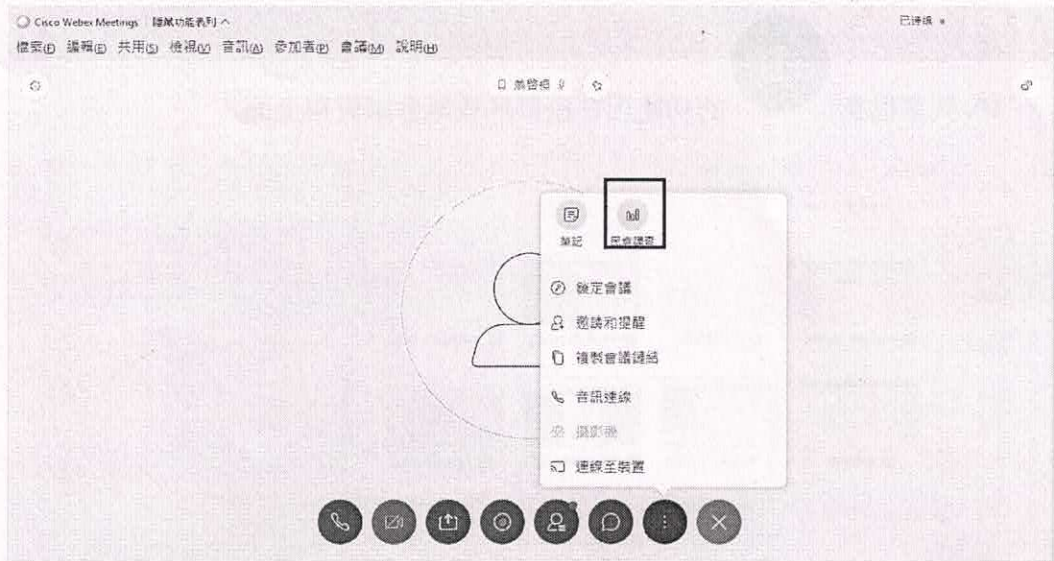 Cisco Webex Meetings 隱藏功能表列
已連線
檔案(F) 編輯(E) 共用(S) 檢視(V) 音訊(A) 參加者(P) 會議(M) 說明(H)
筆記 民意調查
鎖定會議
邀請和提醒
複製會議鏈結
音訊連線
攝影機
連線至裝置